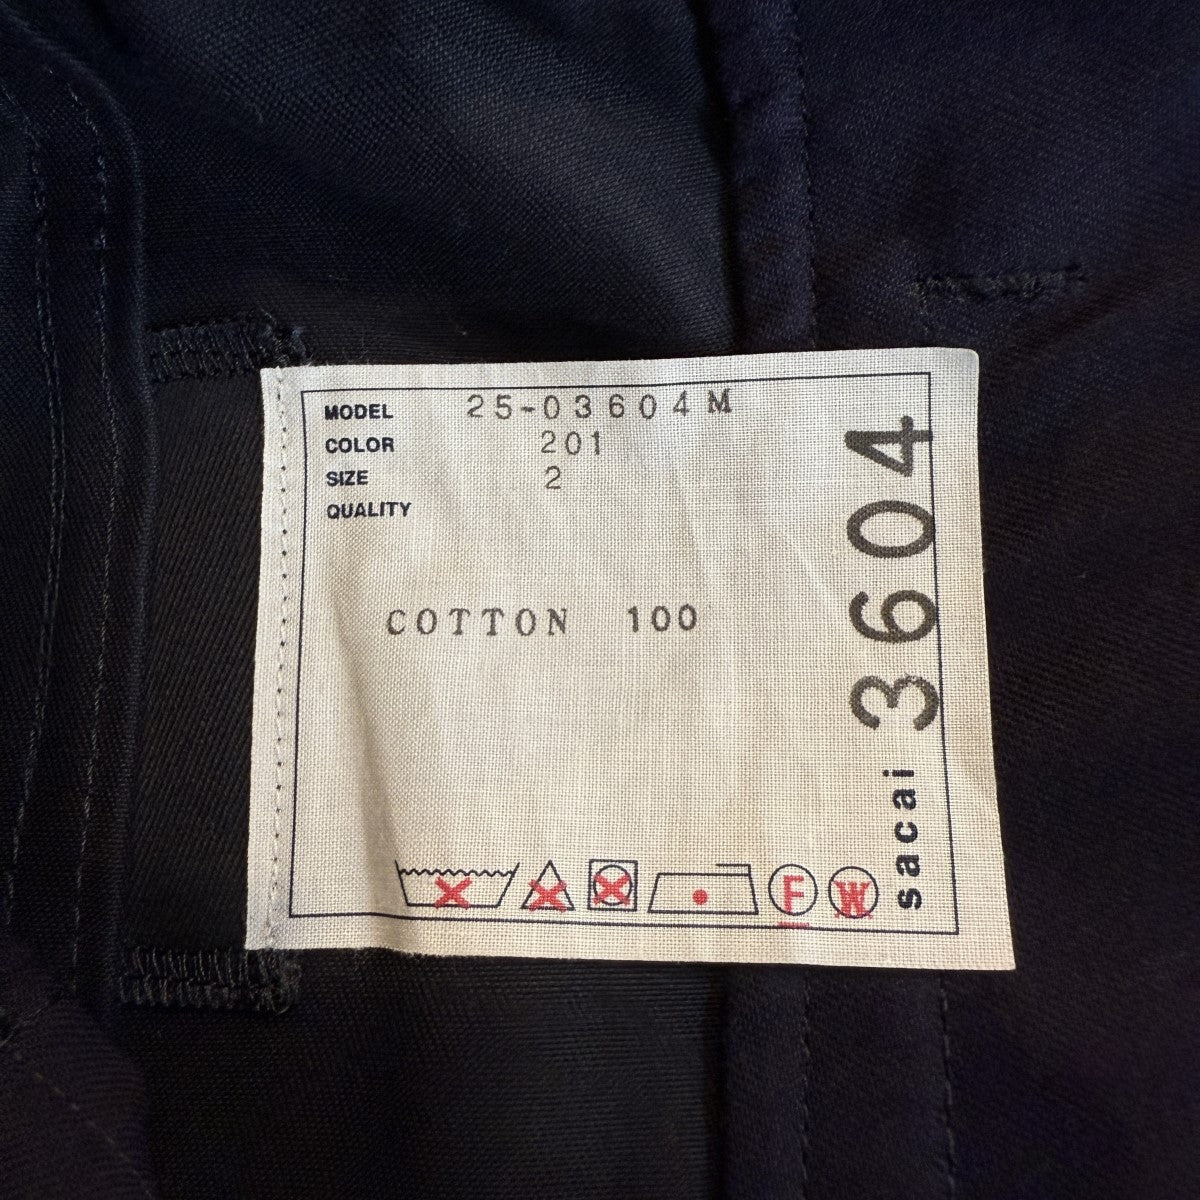 MODEL 25-03604M
COLOR 201
SIZE 2
QUALITY
COTTON 100
F W
sacai 3604